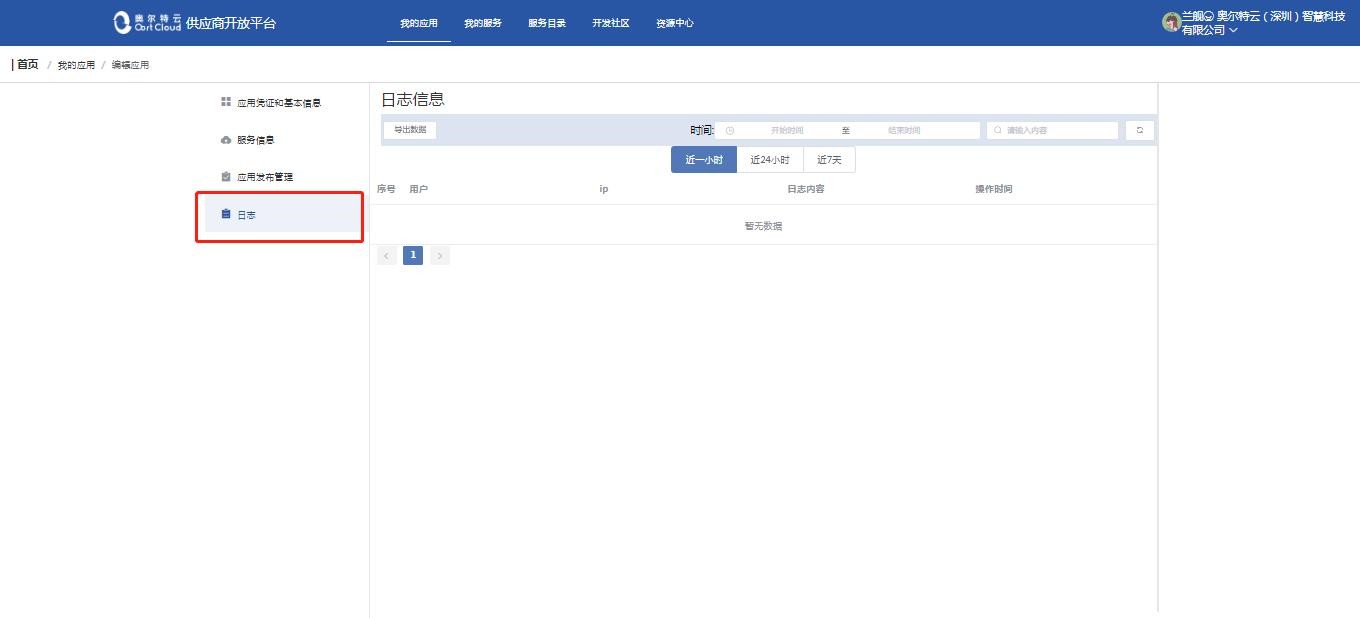 奥尔特云
Oort Cloud
供应商开放平台
我的应用
我的服务
服务目录
开发社区
资源中心
兰舰 奥尔特云（深圳）智慧科技
有限公司
首页 / 我的应用 / 编辑应用
应用凭证和基本信息
服务信息
应用发布管理
日志
日志信息
导出数据
时间: 开始时间 至 结束时间
请输入内容
近一小时 近24小时 近7天
序号 用户 ip 日志内容 操作时间
暂无数据
1